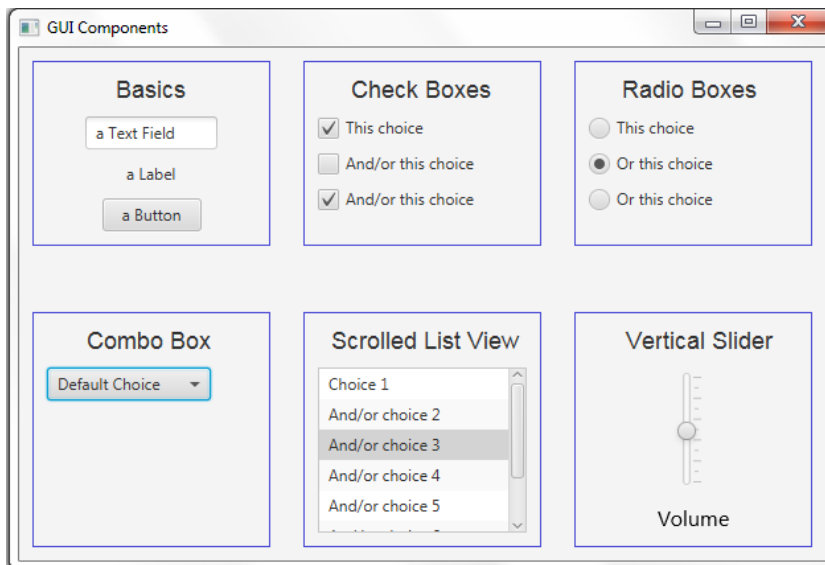 GUI Components
Basics
a Text Field
a Label
a Button
Check Boxes
This choice
And/or this choice
And/or this choice
Radio Boxes
This choice
Or this choice
Or this choice
Combo Box
Default Choice
Scrolled List View
Choice 1
And/or choice 2
And/or choice 3
And/or choice 4
And/or choice 5
Vertical Slider
Volume